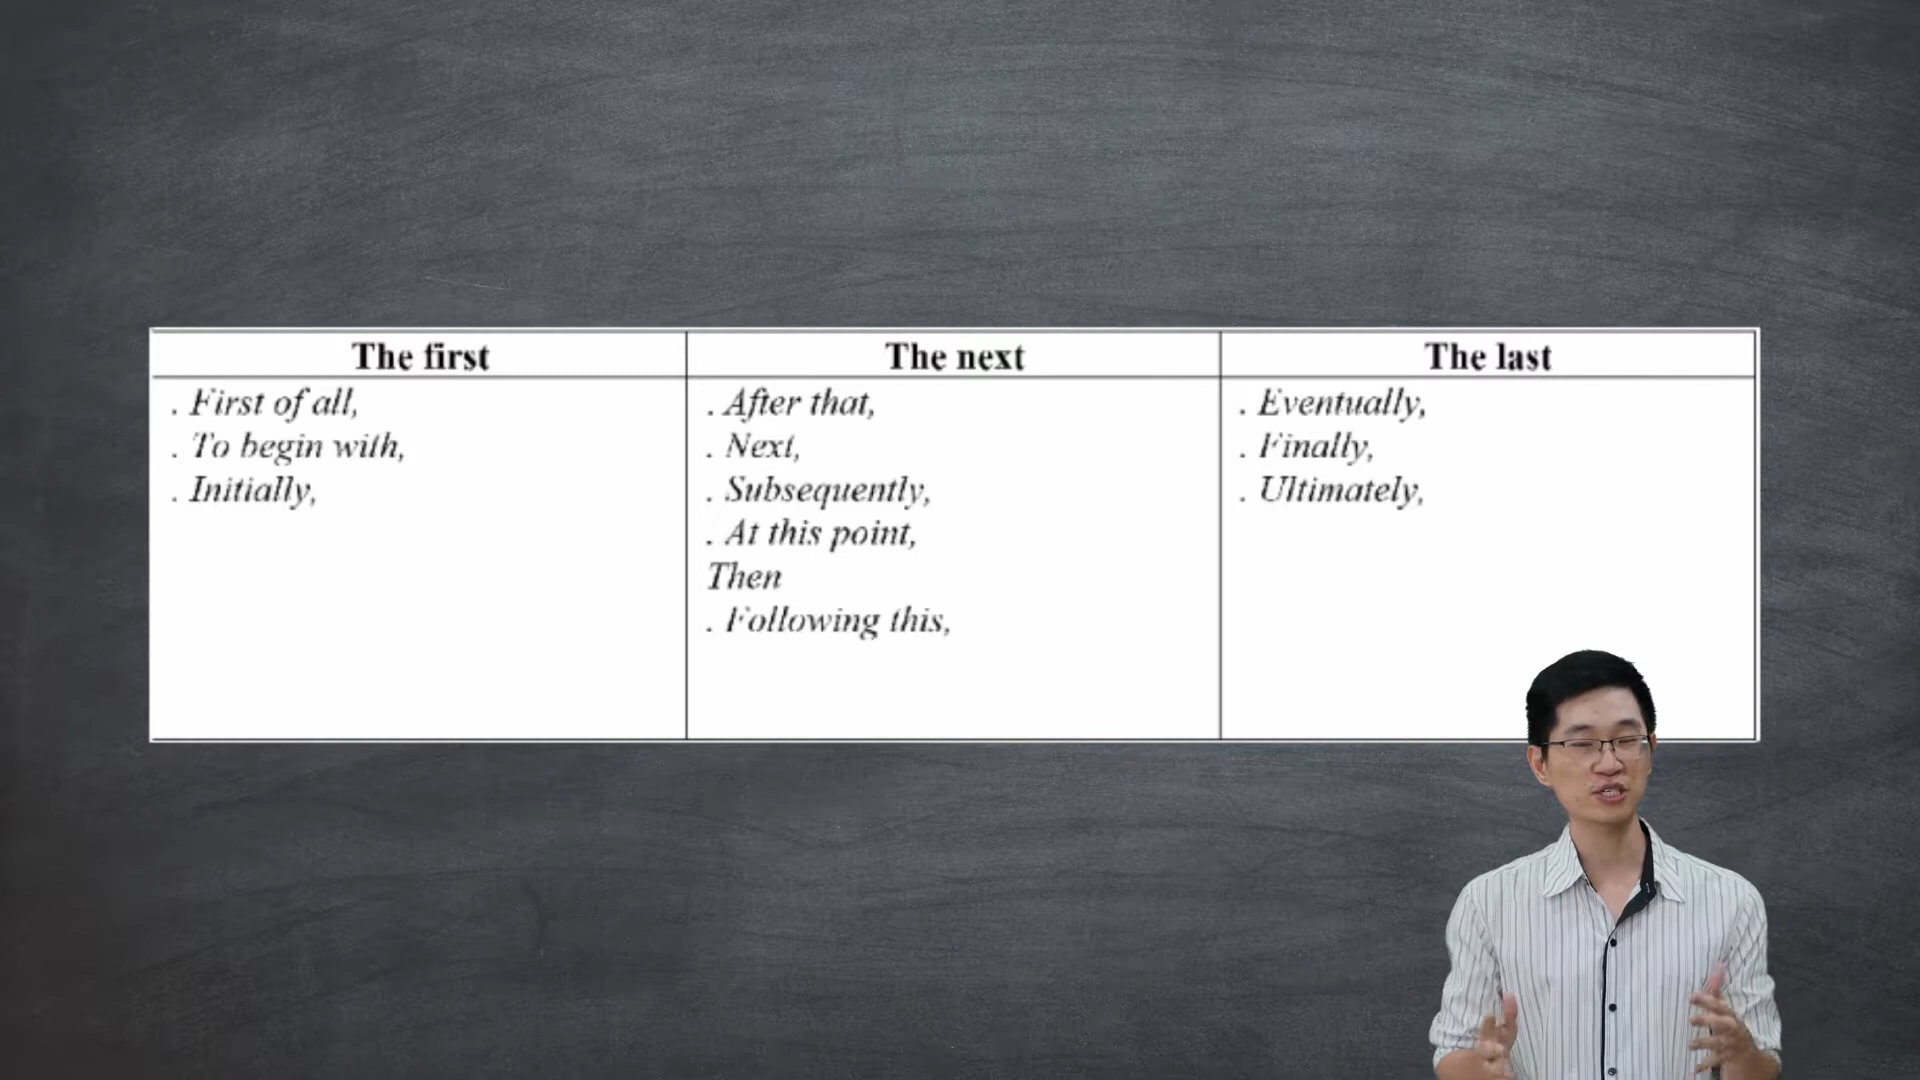 The first
. First of all,
. To begin with,
. Initially,
The next
. After that,
. Next,
. Subsequently,
. At this point,
Then
. Following this,
The last
. Eventually,
. Finally,
. Ultimately,